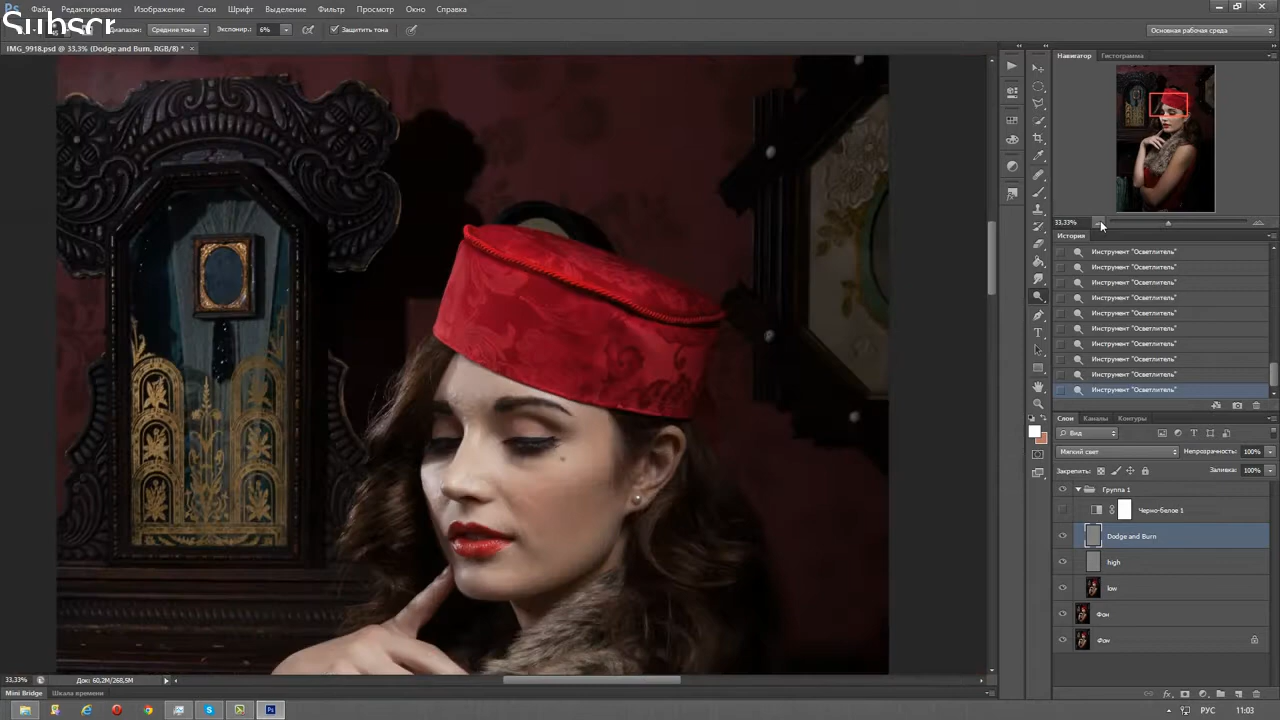 Ps Файл Редактирование Изображение Слои Шрифт Выделение Фильтр Просмотр Окно Справка
Subscr
Диапазон: Средние тона Экспонир.: 6% Защитить тона Основная рабочая среда
IMG_9918.psd @ 33,3% (Dodge and Burn, RGB/8) * ×
Навигатор Гистограмма
33,33%
История
Инструмент "Осветлитель"
Инструмент "Осветлитель"
Инструмент "Осветлитель"
Инструмент "Осветлитель"
Инструмент "Осветлитель"
Инструмент "Осветлитель"
Инструмент "Осветлитель"
Инструмент "Осветлитель"
Инструмент "Осветлитель"
Инструмент "Осветлитель"
Слои Каналы Контуры
Вид
Мягкий свет Непрозрачность: 100%
Закрепить: Заливка: 100%
Группа 1
Черно-белое 1
Dodge and Burn
high
low
Фон
Фон
33,33% Док: 60,2M/268,5M
Mini Bridge Шкала времени
РУС 11:03